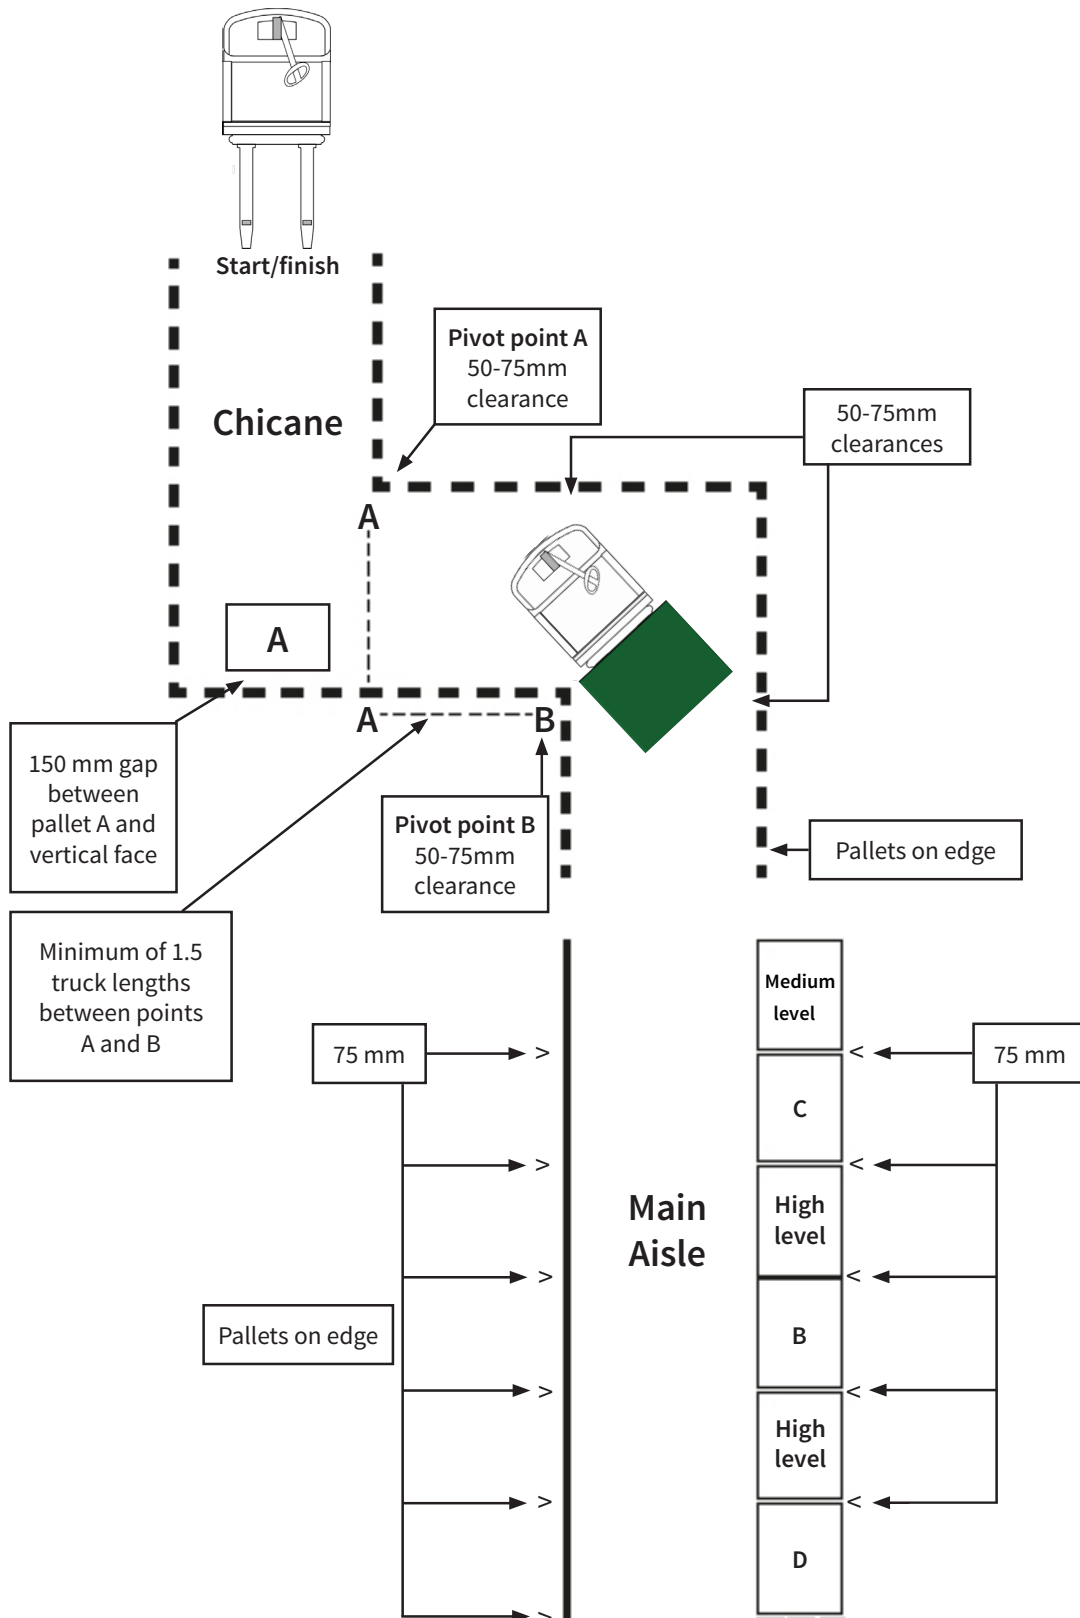 Start/finish
Pivot point A
50-75mm
clearance
Chicane
50-75mm
clearances
A
A
A
B
150 mm gap
between
pallet A and
vertical face
Pivot point B
50-75mm
clearance
Pallets on edge
Minimum of 1.5
truck lengths
between points
A and B
Medium
level
75 mm
>
<
75 mm
C
>
<
Main
Aisle
High
level
>
<
Pallets on edge
B
>
<
High
level
>
<
D
>